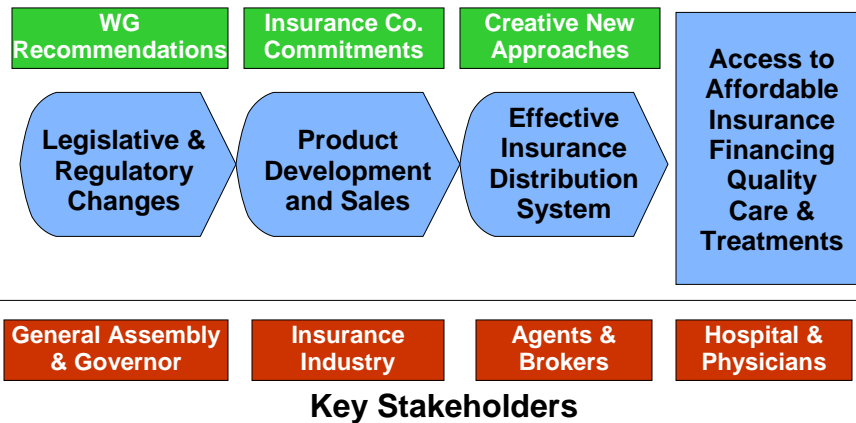 WG
Recommendations
Insurance Co.
Commitments
Creative New
Approaches
Access to
Affordable
Insurance
Financing
Quality
Care &
Treatments
Legislative &
Regulatory
Changes
Product
Development
and Sales
Effective
Insurance
Distribution
System
General Assembly
& Governor
Insurance
Industry
Agents &
Brokers
Hospital &
Physicians
Key Stakeholders